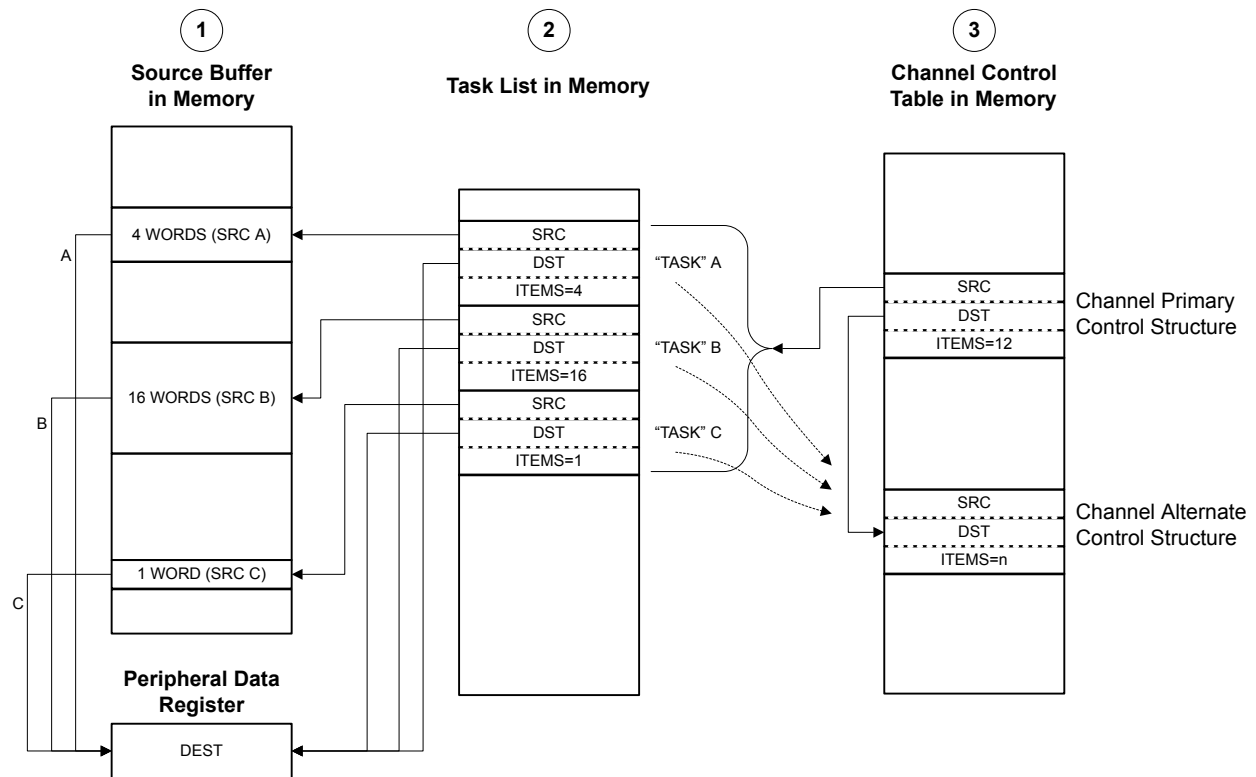 1
Source Buffer
in Memory
4 WORDS (SRC A)
16 WORDS (SRC B)
1 WORD (SRC C)
A
B
C
Peripheral Data
Register
DEST
2
Task List in Memory
SRC
DST
ITEMS=4
"TASK" A
SRC
DST
ITEMS=16
"TASK" B
SRC
DST
ITEMS=1
"TASK" C
3
Channel Control
Table in Memory
SRC
DST
ITEMS=12
Channel Primary
Control Structure
SRC
DST
ITEMS=n
Channel Alternate
Control Structure